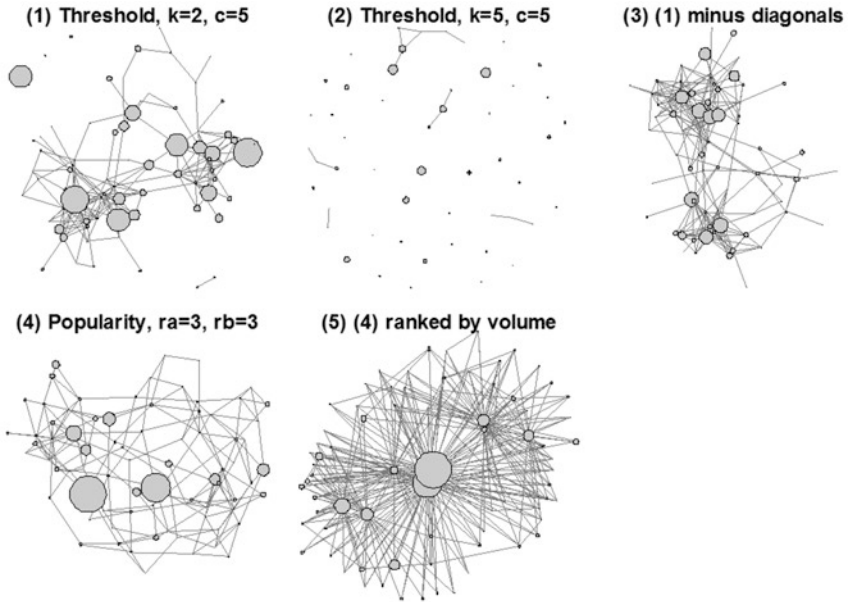 (1) Threshold, k=2, c=5
(2) Threshold, k=5, c=5
(3) (1) minus diagonals
(4) Popularity, ra=3, rb=3
(5) (4) ranked by volume